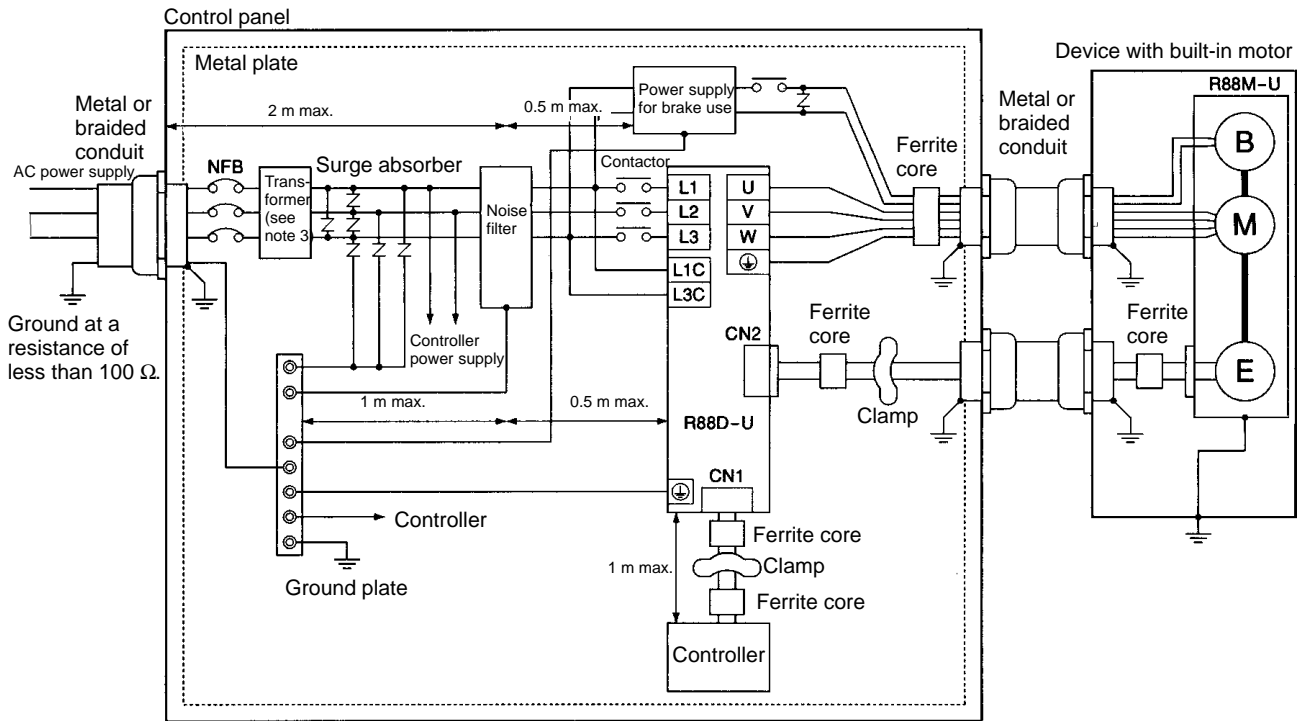 Control panel
Metal plate
Device with built-in motor
R88M-U
Metal or
braided
conduit
AC power supply
2 m max.
0.5 m max.
Power supply
for brake use
Metal or
braided
conduit
Ferrite
core
B
NFB
Surge absorber
Contactor
Trans-
former
(see
note 3)
Noise
filter
L1
L2
L3
L1C
L3C
U
V
W
M
Ground at a
resistance of
less than 100 Ω.
Controller
power supply
CN2
Ferrite
core
Ferrite
core
E
Clamp
1 m max.
0.5 m max.
R88D-U
CN1
Controller
Ground plate
Ferrite core
1 m max.
Clamp
Ferrite core
Controller